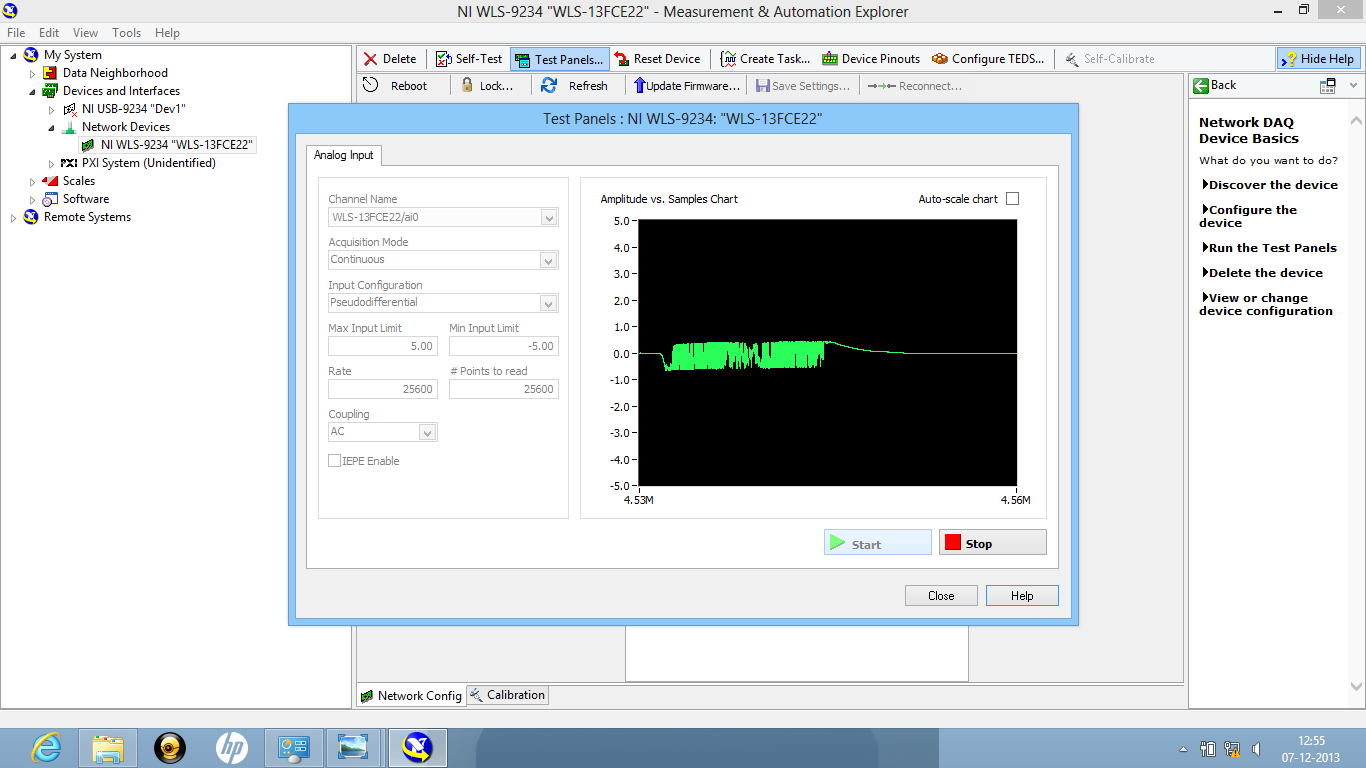 NI WLS-9234 "WLS-13FCE22" - Measurement & Automation Explorer
File Edit View Tools Help
My System
Data Neighborhood
Devices and Interfaces
NI USB-9234 "Dev1"
Network Devices
NI WLS-9234 "WLS-13FCE22"
PXI PXI System (Unidentified)
Scales
Software
Remote Systems
Delete Self-Test Test Panels... Reset Device Create Task... Device Pinouts Configure TEDS... Self-Calibrate Hide Help
Reboot Lock... Refresh Update Firmware... Save Settings... Reconnect...
Test Panels : NI WLS-9234: "WLS-13FCE22"
Analog Input
Channel Name
WLS-13FCE22/ai0
Acquisition Mode
Continuous
Input Configuration
Pseudodifferential
Max Input Limit Min Input Limit
5.00 -5.00
Rate # Points to read
25600 25600
Coupling
AC
IEPE Enable
Amplitude vs. Samples Chart Auto-scale chart
5.0
4.0
3.0
2.0
1.0
0.0
-1.0
-2.0
-3.0
-4.0
-5.0
4.53M 4.56M
Start Stop
Close Help
Network Config Calibration
Back
Network DAQ
Device Basics
What do you want to do?
Discover the device
Configure the
device
Run the Test Panels
Delete the device
View or change
device configuration
hp
12:55
07-12-2013